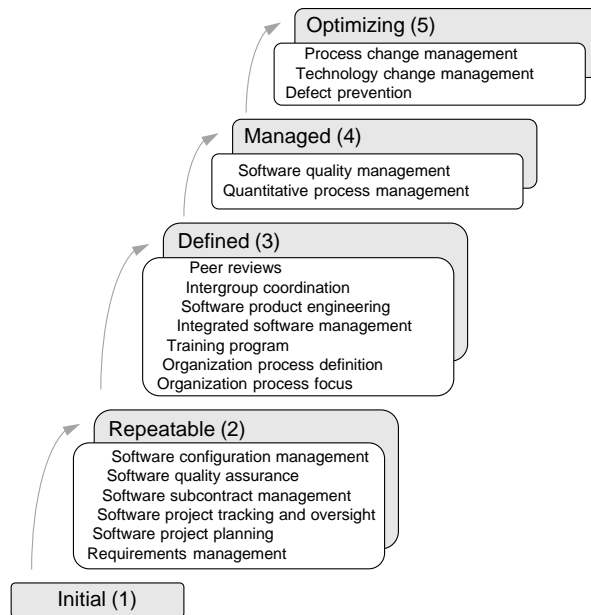 Optimizing (5)
Process change management
Technology change management
Defect prevention
Managed (4)
Software quality management
Quantitative process management
Defined (3)
Peer reviews
Intergroup coordination
Software product engineering
Integrated software management
Training program
Organization process definition
Organization process focus
Repeatable (2)
Software configuration management
Software quality assurance
Software subcontract management
Software project tracking and oversight
Software project planning
Requirements management
Initial (1)